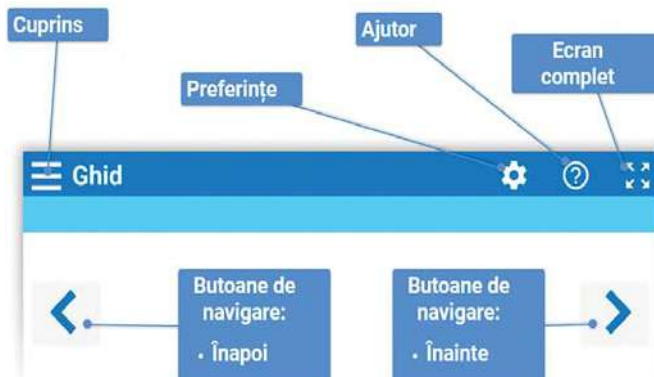 Cuprins
Ajutor
Ecran
complet
Preferințe
Ghid
Butoane de
navigare:
• Înapoi
Butoane de
navigare:
• Înainte